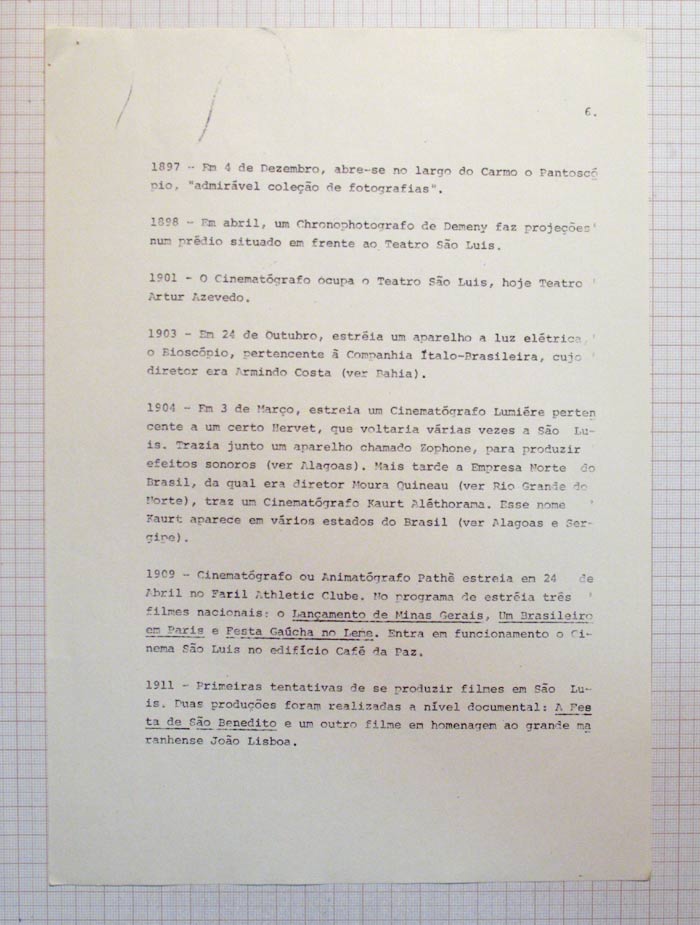 6.
1897 - Em 4 de Dezembro, abre-se no largo do Carmo o Pantoscó
pio, "admirável coleção de fotografias".
1898 - Em abril, um Chronophotografo de Demeny faz projeções'
num prédio situado em frente ao Teatro São Luis.
1901 - O Cinematógrafo ocupa o Teatro São Luis, hoje Teatro '
Artur Azevedo.
1903 - Em 24 de Outubro, estréia um aparelho a luz elétrica,'
o Bioscópio, pertencente à Companhia Ítalo-Brasileira, cujo '
diretor era Armindo Costa (ver Bahia).
1904 - Em 3 de Março, estreia um Cinematógrafo Lumiére perten
cente a um certo Hervet, que voltaria várias vezes a São Lu-
is. Trazia junto um aparelho chamado Zophone, para produzir
efeitos sonoros (ver Alagoas). Mais tarde a Empresa Norte do
Brasil, da qual era diretor Moura Quineau (ver Rio Grande do
Norte), traz um Cinematógrafo Kaurt Aléthorama. Esse nome '
Kaurt aparece em vários estados do Brasil (ver Alagoas e Ser-
gipe).
1909 - Cinematógrafo ou Animatógrafo Pathê estreia em 24 de
Abril no Faril Athletic Clube. No programa de estréia três '
filmes nacionais: o Lançamento de Minas Gerais, Um Brasileiro
em Paris e Festa Gaúcha no Leme. Entra em funcionamento o Ci-
nema São Luis no edifício Café da Paz.
1911 - Primeiras tentativas de se produzir filmes em São Lu-
is. Duas produções foram realizadas a nível documental: A Fes
ta de São Benedito e um outro filme em homenagem ao grande ma
ranhense João Lisboa.